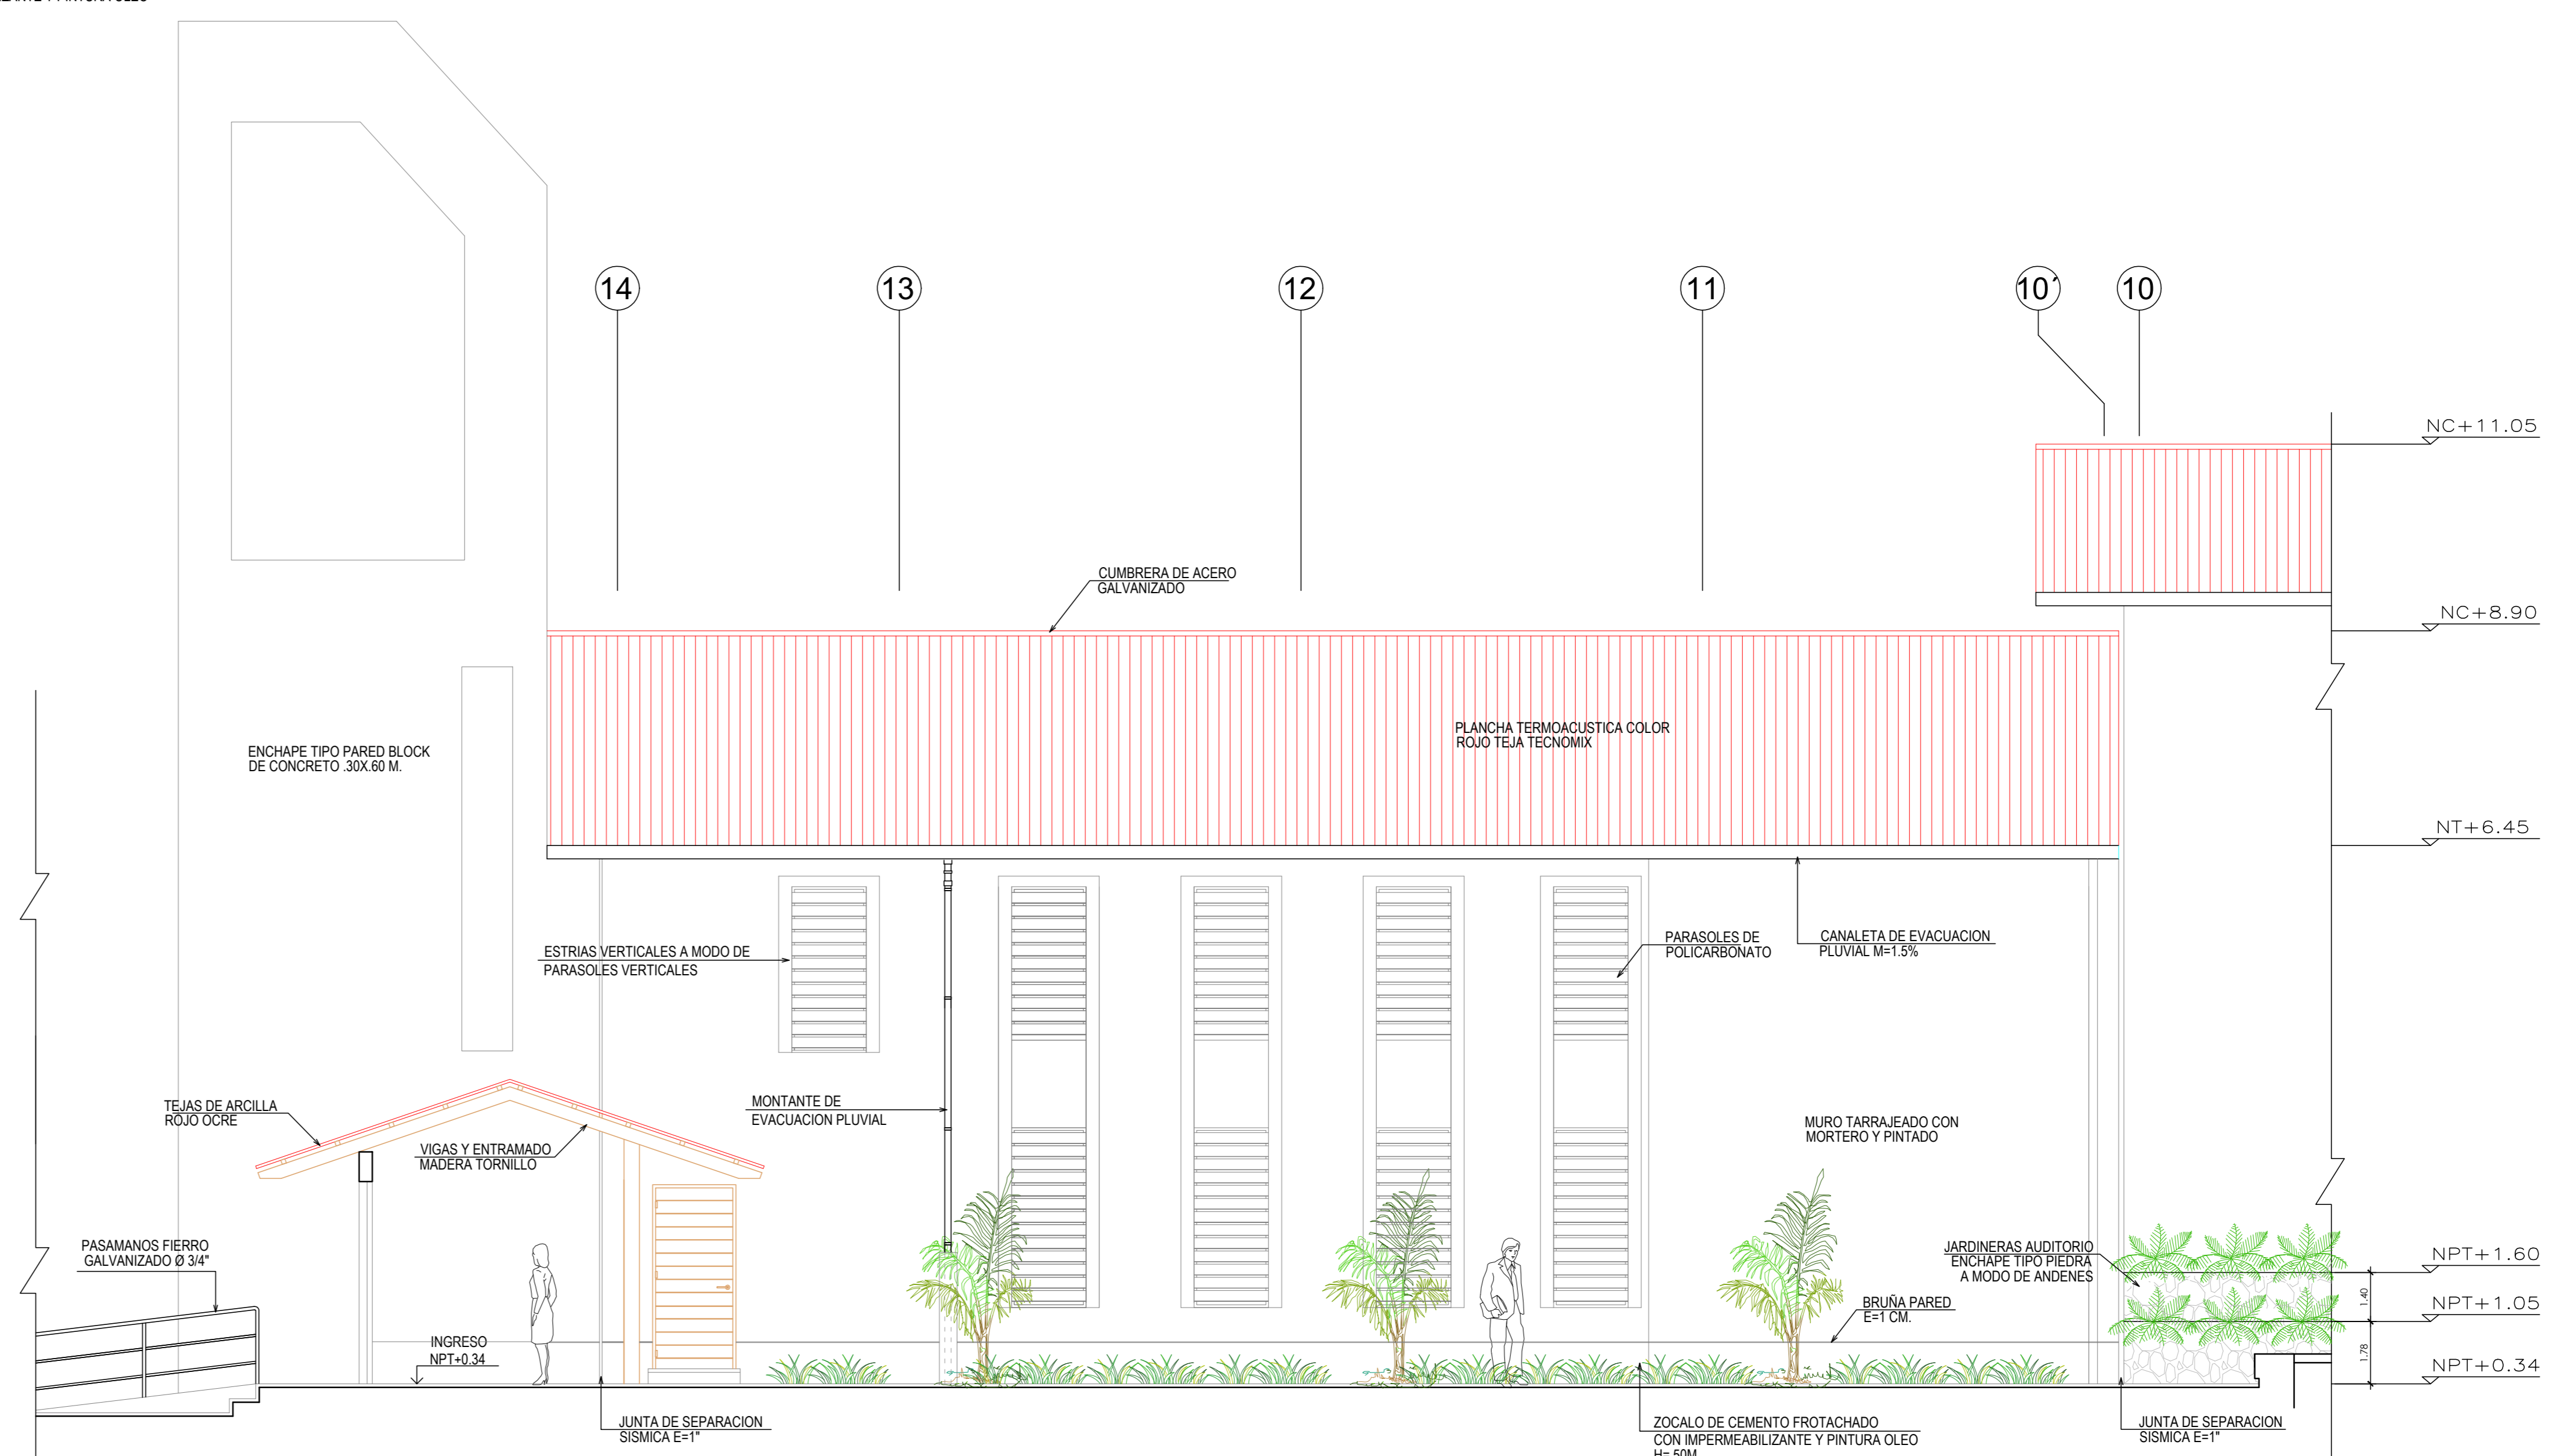 14
13
12
11
10´
10
NC+11.05
CUMBRERA DE ACERO
GALVANIZADO
NC+8.90
PLANCHA TERMOACUSTICA COLOR
ROJO TEJA TECNOMIX
ENCHAPE TIPO PARED BLOCK
DE CONCRETO .30X.60 M.
NT+6.45
ESTRIAS VERTICALES A MODO DE
PARASOLES VERTICALES
PARASOLES DE
POLICARBONATO
CANALETA DE EVACUACION
PLUVIAL M=1.5%
TEJAS DE ARCILLA
ROJO OCRE
MONTANTE DE
EVACUACION PLUVIAL
VIGAS Y ENTRAMADO
MADERA TORNILLO
MURO TARRAJEADO CON
MORTERO Y PINTADO
PASAMANOS FIERRO
GALVANIZADO Ø 3/4"
JARDINERAS AUDITORIO
ENCHAPE TIPO PIEDRA
A MODO DE ANDENES
NPT+1.60
1.40
BRUÑA PARED
E=1 CM.
NPT+1.05
1.78
INGRESO
NPT+0.34
NPT+0.34
JUNTA DE SEPARACION
SISMICA E=1"
ZOCALO DE CEMENTO FROTACHADO
CON IMPERMEABILIZANTE Y PINTURA OLEO
JUNTA DE SEPARACION
SISMICA E=1"